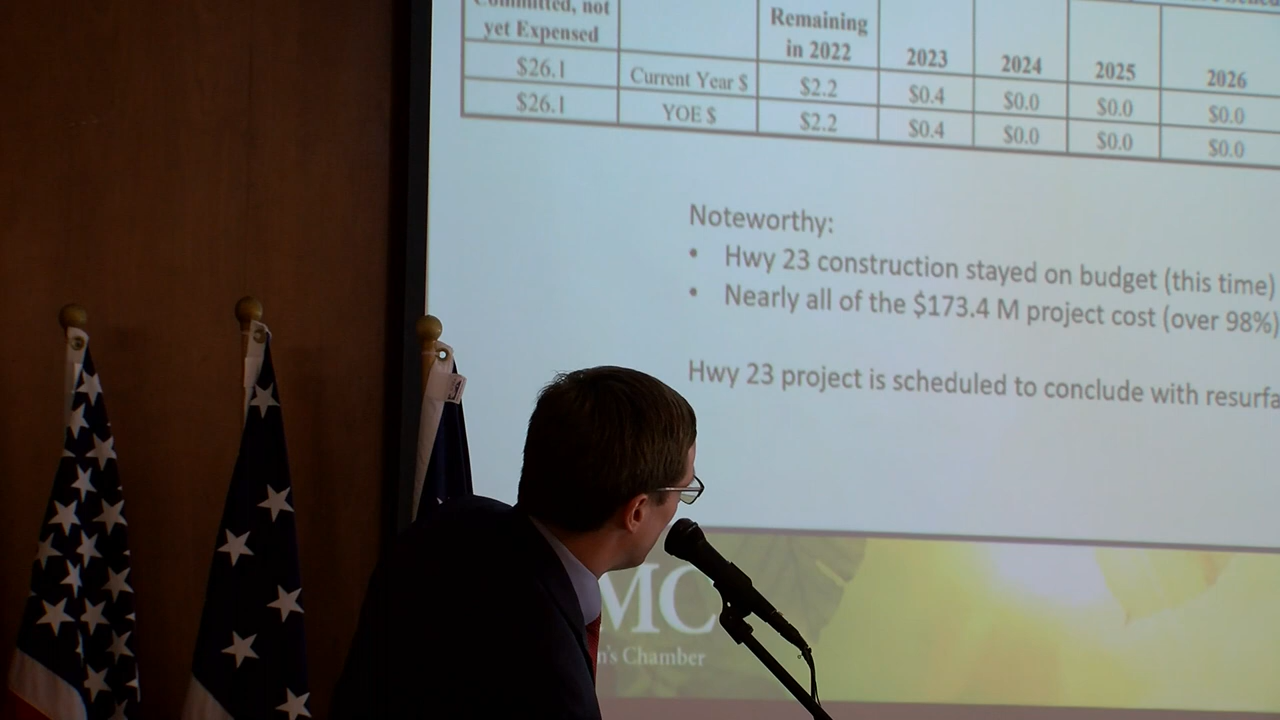 yet Expensed
Remaining
in 2022
2023
2024
2025
2026
$26.1
Current Year $
$2.2
$0.4
$0.0
$0.0
$0.0
$26.1
YOE $
$2.2
$0.4
$0.0
$0.0
$0.0
Noteworthy:
• Hwy 23 construction stayed on budget (this time)
• Nearly all of the $173.4 M project cost (over 98%)
Hwy 23 project is scheduled to conclude with
MC
Chamber